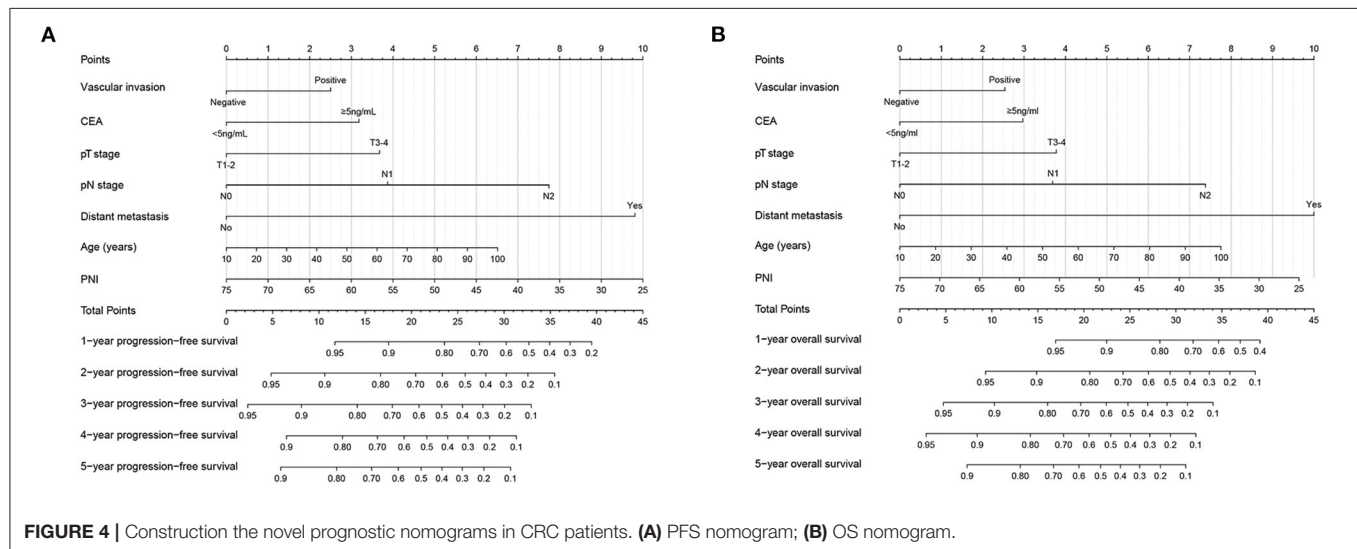 A
Points
0 1 2 3 4 5 6 7 8 9 10
Vascular invasion
Positive
Negative
CEA
≥5ng/mL
<5ng/mL
pT stage
T3-4
T1-2
pN stage
N1
N0 N2
Distant metastasis
Yes
No
Age (years)
10 20 30 40 50 60 70 80 90 100
PNI
75 70 65 60 55 50 45 40 35 30 25
Total Points
0 5 10 15 20 25 30 35 40 45
1−year progression−free survival
0.95 0.9 0.80 0.70 0.6 0.5 0.4 0.3 0.2
2−year progression−free survival
0.95 0.9 0.80 0.70 0.6 0.5 0.4 0.3 0.2 0.1
3−year progression−free survival
0.95 0.9 0.80 0.70 0.6 0.5 0.4 0.3 0.2 0.1
4−year progression−free survival
0.9 0.80 0.70 0.6 0.5 0.4 0.3 0.2 0.1
5−year progression−free survival
0.9 0.80 0.70 0.6 0.5 0.4 0.3 0.2 0.1
B
Points
0 1 2 3 4 5 6 7 8 9 10
Vascular invasion
Positive
Negative
CEA
≥5ng/ml
<5ng/ml
pT stage
T3-4
T1-2
pN stage
N1
N0 N2
Distant metastasis
Yes
No
Age (years)
10 20 30 40 50 60 70 80 90 100
PNI
75 70 65 60 55 50 45 40 35 30 25
Total Points
0 5 10 15 20 25 30 35 40 45
1−year overall survival
0.95 0.9 0.80 0.70 0.6 0.5 0.4
2−year overall survival
0.95 0.9 0.80 0.70 0.6 0.5 0.4 0.3 0.2 0.1
3−year overall survival
0.95 0.9 0.80 0.70 0.6 0.5 0.4 0.3 0.2 0.1
4−year overall survival
0.95 0.9 0.80 0.70 0.6 0.5 0.4 0.3 0.2 0.1
5−year overall survival
0.9 0.80 0.70 0.6 0.5 0.4 0.3 0.2 0.1
FIGURE 4 | Construction the novel prognostic nomograms in CRC patients. (A) PFS nomogram; (B) OS nomogram.